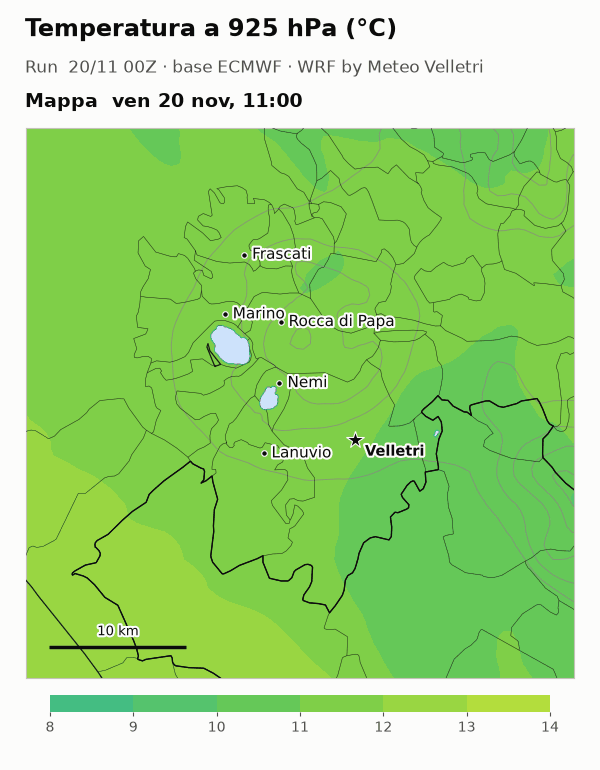 Temperatura a 925 hPa (°C)
Run  20/11 00Z · base ECMWF · WRF by Meteo Velletri
Mappa  ven 20 nov, 11:00
Frascati
Marino
Rocca di Papa
Nemi
Velletri
Lanuvio
10 km
8 9 10 11 12 13 14